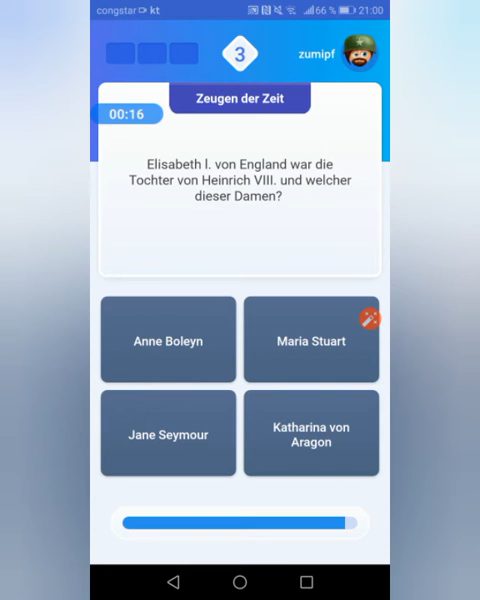 congstar kt 66 % 21:00
3
zumipf
Zeugen der Zeit
00:16
Elisabeth l. von England war die
Tochter von Heinrich VIII. und welcher
dieser Damen?
Anne Boleyn
Maria Stuart
Jane Seymour
Katharina von
Aragon